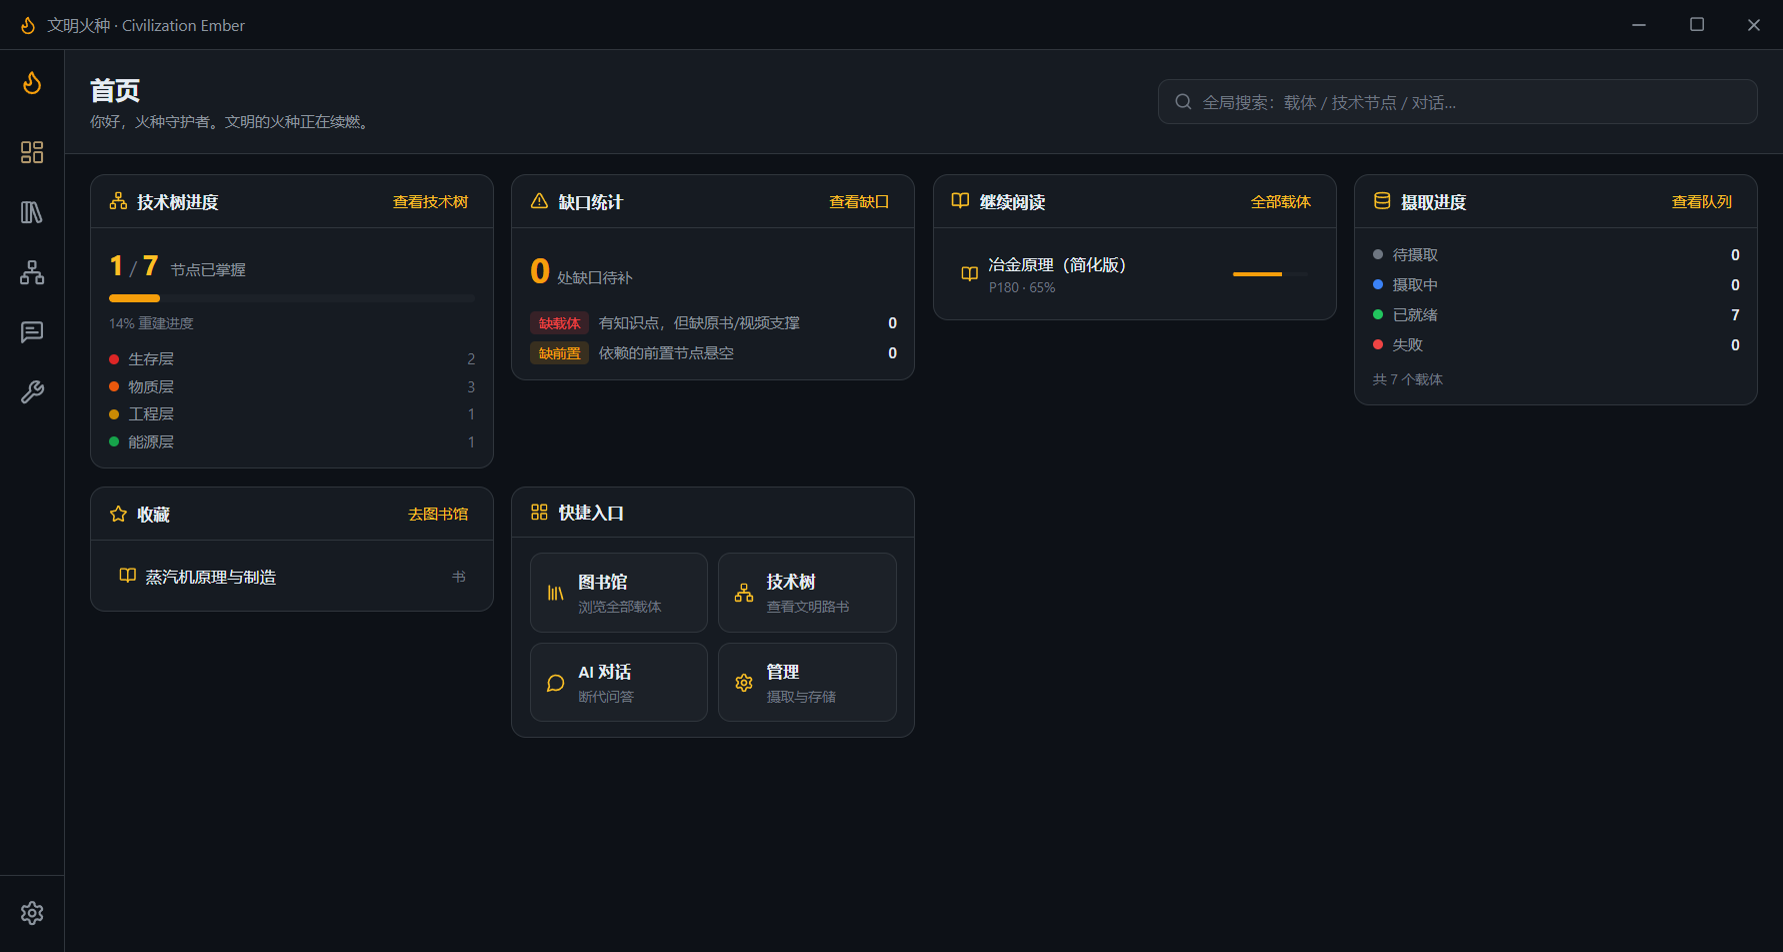 文明火种 · Civilization Ember
首页
你好，火种守护者。文明的火种正在续燃。
全局搜索：载体 / 技术节点 / 对话...
技术树进度
查看技术树
1 / 7 节点已掌握
14% 重建进度
生存层 2
物质层 3
工程层 1
能源层 1
缺口统计
查看缺口
0 处缺口待补
缺载体 有知识点，但缺原书/视频支撑 0
缺前置 依赖的前置节点悬空 0
继续阅读
全部载体
冶金原理（简化版）
P180 · 65%
摄取进度
查看队列
待摄取 0
摄取中 0
已就绪 7
失败 0
共 7 个载体
收藏
去图书馆
蒸汽机原理与制造 书
快捷入口
图书馆
浏览全部载体
技术树
查看文明路书
AI 对话
断代问答
管理
摄取与存储